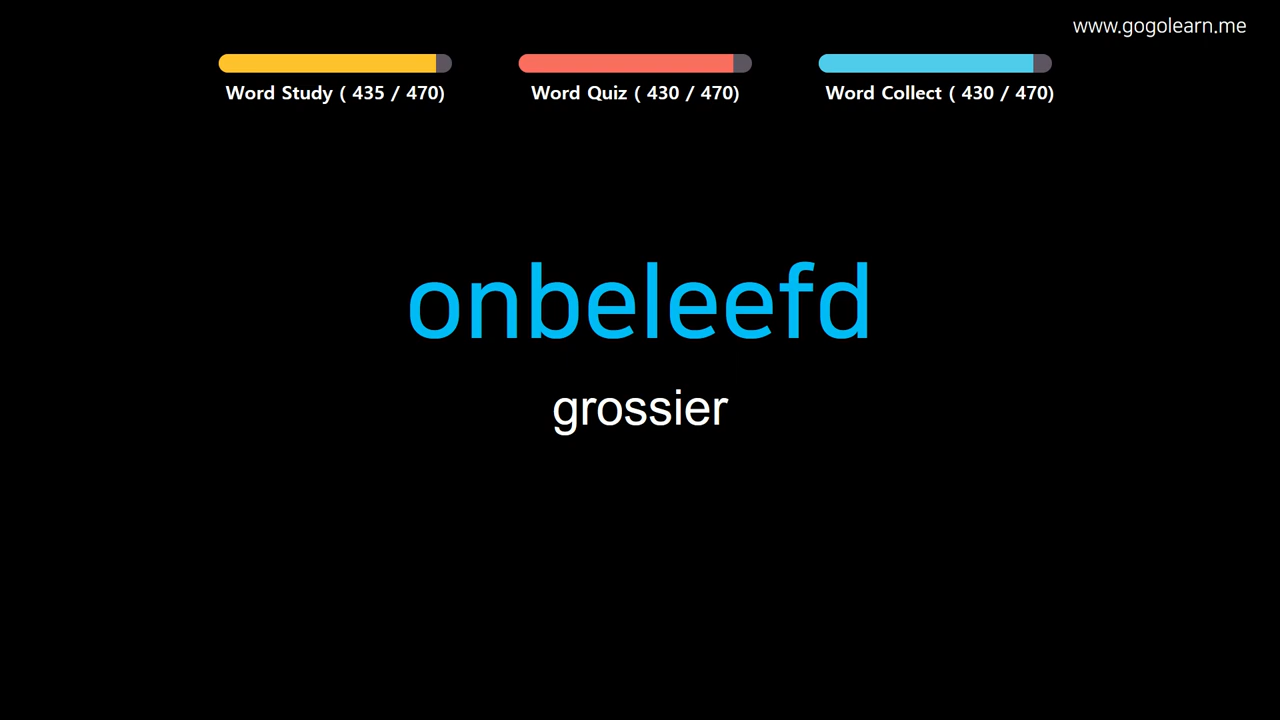 www.gogolearn.me
Word Study ( 435 / 470)
Word Quiz ( 430 / 470)
Word Collect ( 430 / 470)
onbeleefd
grossier